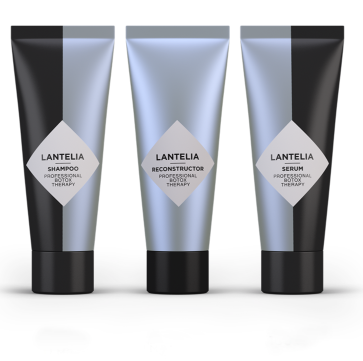 LANTELIA
SHAMPOO
PROFESSIONAL
BOTOX
THERAPY
LANTELIA
RECONSTRUCTOR
PROFESSIONAL
BOTOX
THERAPY
LANTELIA
SERUM
PROFESSIONAL
BOTOX
THERAPY